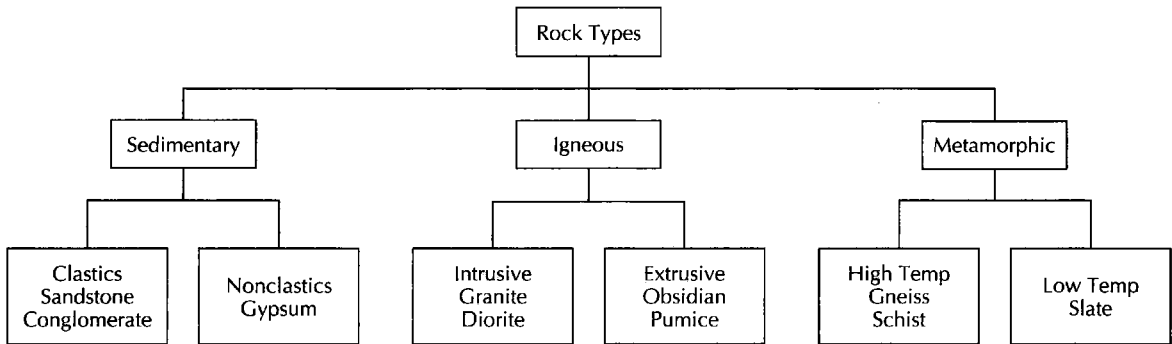 Rock Types
Sedimentary
Igneous
Metamorphic
Clastics
Sandstone
Conglomerate
Nonclastics
Gypsum
Intrusive
Granite
Diorite
Extrusive
Obsidian
Pumice
High Temp
Gneiss
Schist
Low Temp
Slate